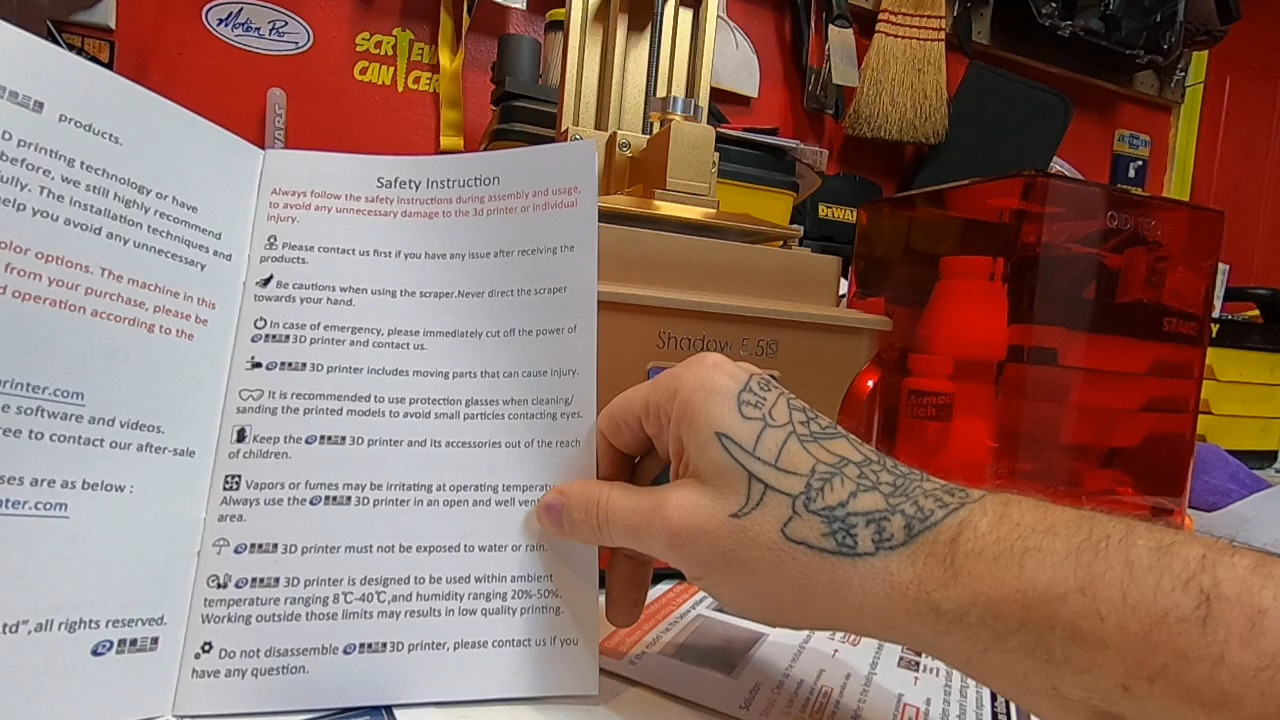 Motion Pro
products.
D printing technology or have
before, we still highly recommend
fully. The installation techniques and
help you avoid any unnecessary
olor options. The machine in this
from your purchase, please be
d operation according to the
rinter.com
e software and videos.
ree to contact our after-sale
ses are as below :
nter.com
td",all rights reserved.
Safety Instruction
Always follow the safety instructions during assembly and usage,
to avoid any unnecessary damage to the 3d printer or individual
injury.
Please contact us first if you have any issue after receiving the
products.
Be cautions when using the scraper.Never direct the scraper
towards your hand.
In case of emergency, please immediately cut off the power of
3D printer and contact us.
3D printer includes moving parts that can cause injury.
It is recommended to use protection glasses when cleaning/
sanding the printed models to avoid small particles contacting eyes.
Keep the 3D printer and its accessories out of the reach
of children.
Vapors or fumes may be irritating at operating temperatu
Always use the 3D printer in an open and well ven
area.
3D printer must not be exposed to water or rain.
3D printer is designed to be used within ambient
temperature ranging 8℃-40℃,and humidity ranging 20%-50%.
Working outside those limits may results in low quality printing.
Do not disassemble 3D printer, please contact us if you
have any question.
SCREW
CANCER
DEWA
Shadow 5.5S
QIDI TECH
Armor
Etch
Solution: